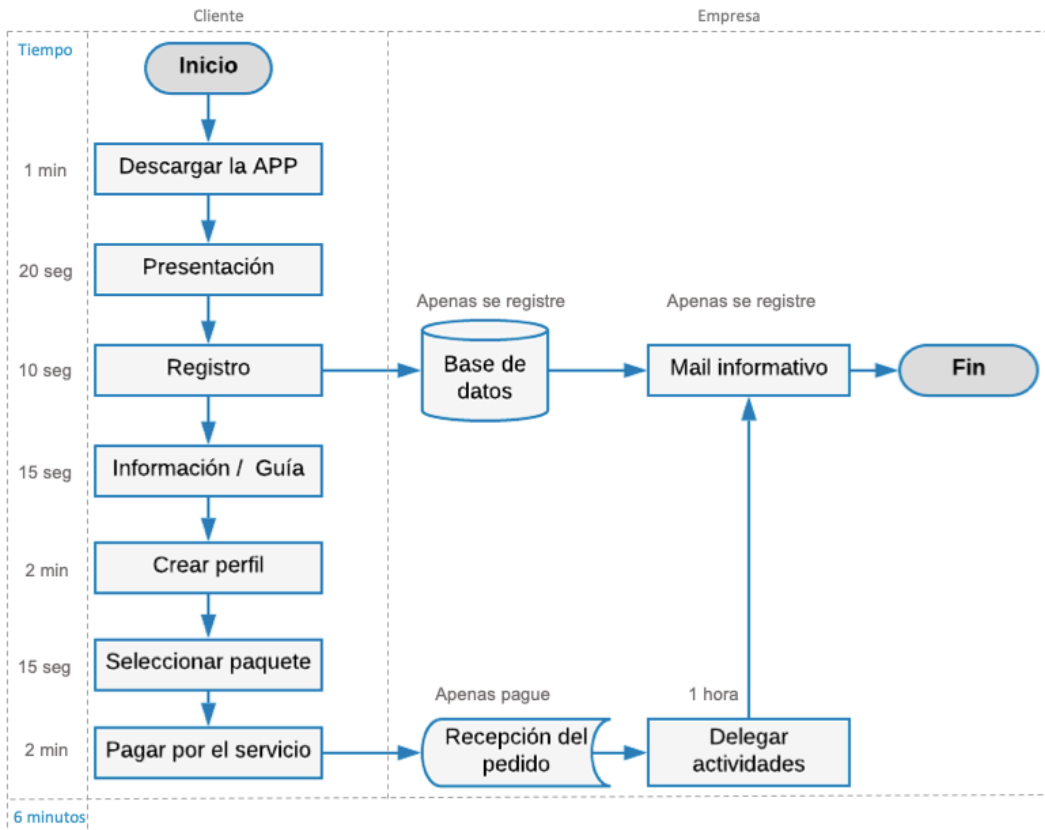 Cliente
Empresa
Tiempo
Inicio
1 min
Descargar la APP
20 seg
Presentación
Apenas se registre
Apenas se registre
10 seg
Registro
Base de
datos
Mail informativo
Fin
15 seg
Información / Guía
2 min
Crear perfil
15 seg
Seleccionar paquete
Apenas pague
1 hora
2 min
Pagar por el servicio
Recepción del
pedido
Delegar
actividades
6 minutos